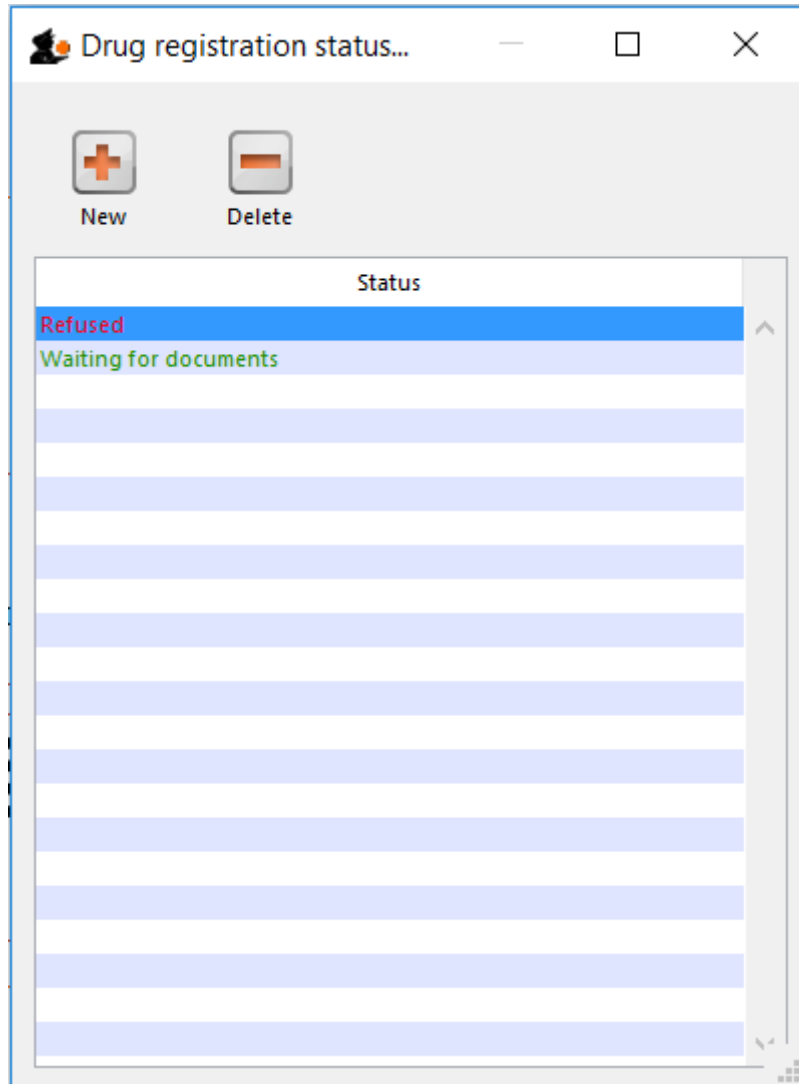 Drug registration status...
New
Delete
Status
Refused
Waiting for documents